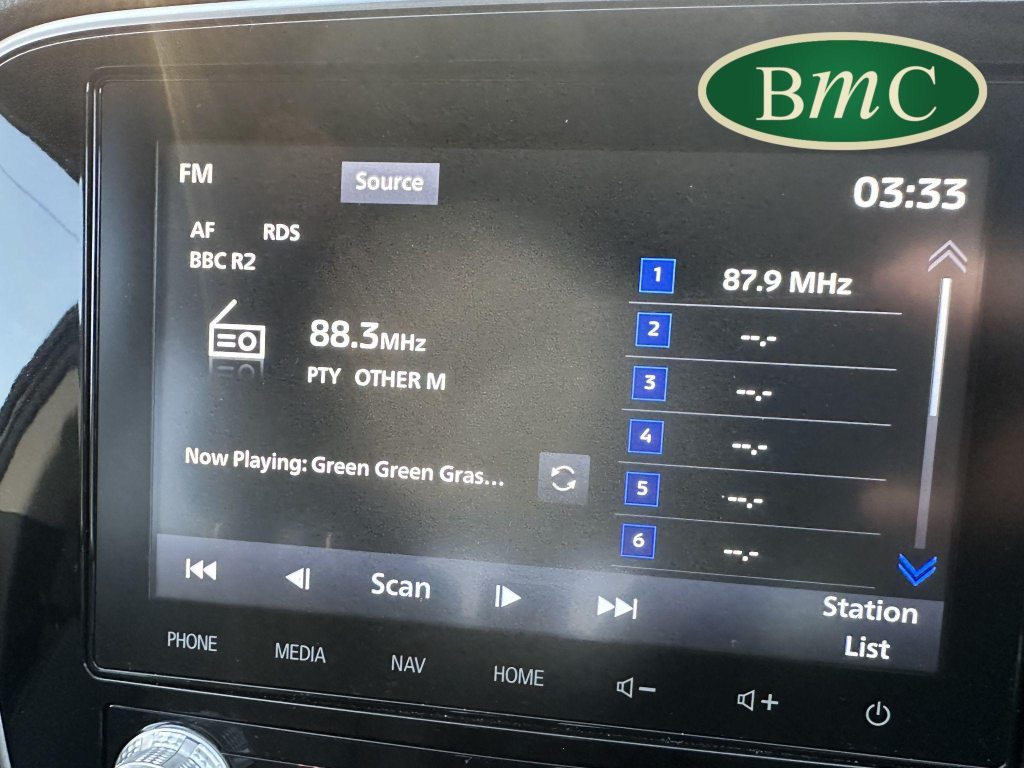 BmC
FM
Source
03:33
AF RDS
BBC R2
88.3MHz
PTY OTHER M
Now Playing: Green Green Gras...
1 87.9 MHz
2 --.-
3 --.-
4 --.-
5 --.-
6 --.-
Scan
Station
List
PHONE
MEDIA
NAV
HOME